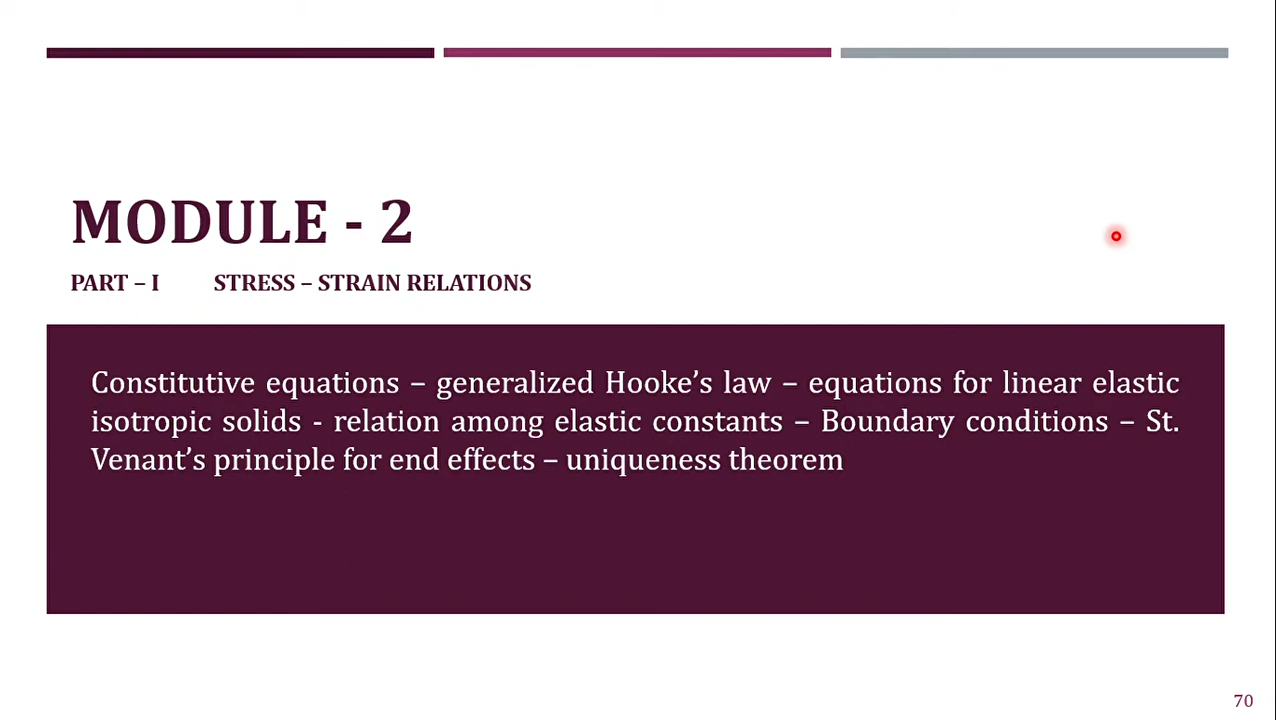 MODULE - 2
PART – I STRESS – STRAIN RELATIONS
Constitutive equations – generalized Hooke’s law – equations for linear elastic
isotropic solids - relation among elastic constants – Boundary conditions – St.
Venant’s principle for end effects – uniqueness theorem
70